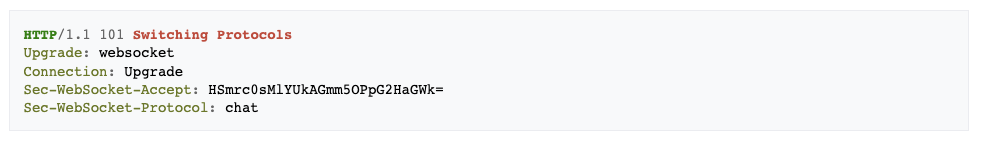 HTTP/1.1 101 Switching Protocols
Upgrade: websocket
Connection: Upgrade
Sec-WebSocket-Accept: HSmrc0sMlYUkAGmm5OPpG2HaGWk=
Sec-WebSocket-Protocol: chat